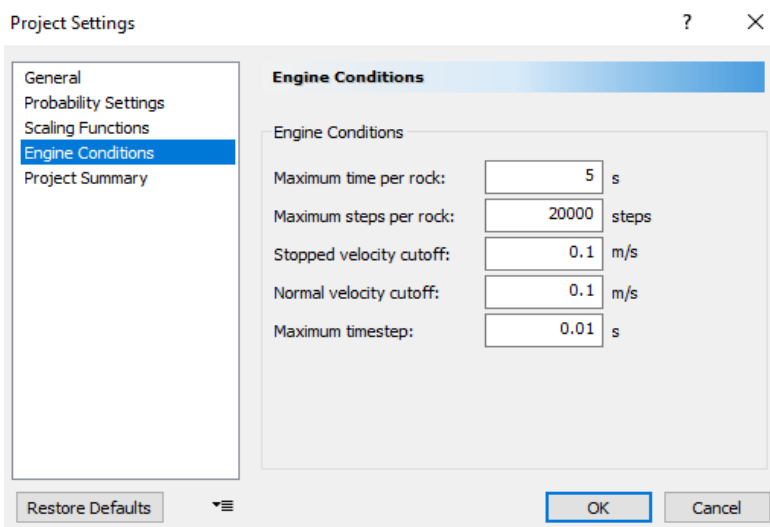 Project Settings
?
General
Probability Settings
Scaling Functions
Engine Conditions
Project Summary
Engine Conditions
Engine Conditions
Maximum time per rock: 5 s
Maximum steps per rock: 20000 steps
Stopped velocity cutoff: 0.1 m/s
Normal velocity cutoff: 0.1 m/s
Maximum timestep: 0.01 s
Restore Defaults
OK
Cancel